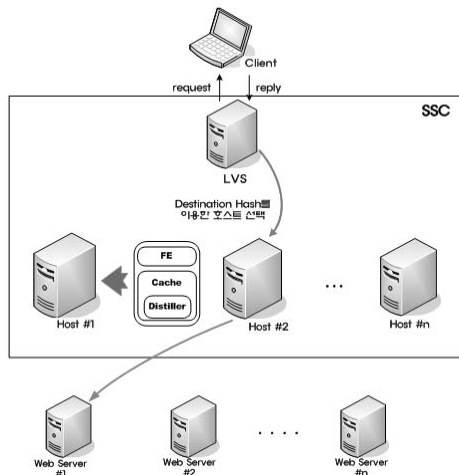 Client
request
reply
SSC
LVS
Destination Hash를
이용한 호스트 선택
FE
Cache
Distiller
Host #1
Host #2
...
Host #n
Web Server
#1
Web Server
#2
. . . .
Web Server
#n